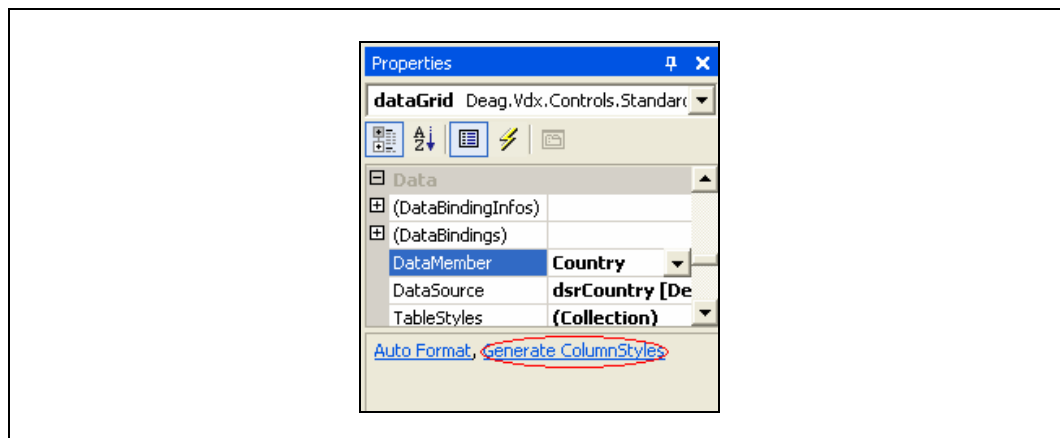 Properties
dataGrid Deag.Vdx.Controls.Standard
Data
(DataBindingInfos)
(DataBindings)
DataMember Country
DataSource dsrCountry [De
TableStyles (Collection)
Auto Format, Generate ColumnStyles